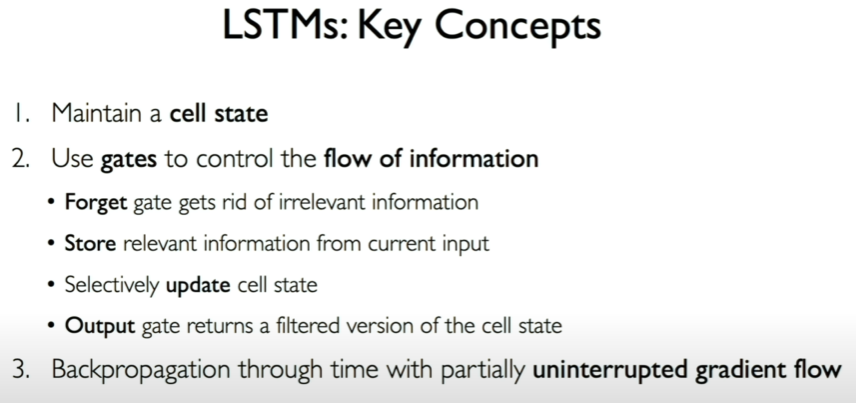 LSTMs: Key Concepts
1. Maintain a cell state
2. Use gates to control the flow of information
• Forget gate gets rid of irrelevant information
• Store relevant information from current input
• Selectively update cell state
• Output gate returns a filtered version of the cell state
3. Backpropagation through time with partially uninterrupted gradient flow